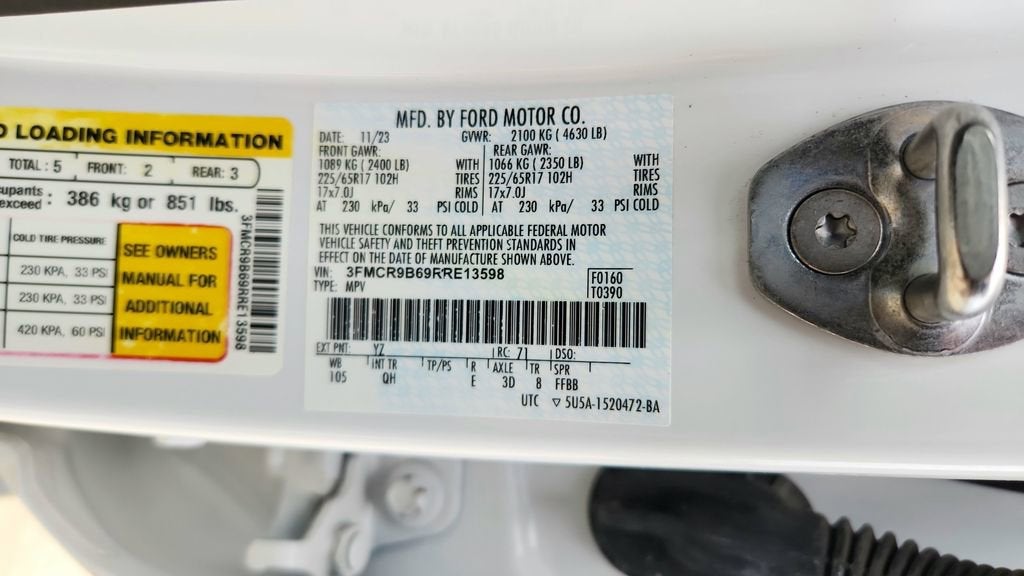 D LOADING INFORMATION
TOTAL: 5 FRONT: 2 REAR: 3
cupants
exceed : 386 kg or 851 lbs.
COLD TIRE PRESSURE
230 KPA, 33 PSI
230 KPA, 33 PSI
420 KPA, 60 PSI
SEE OWNERS
MANUAL FOR
ADDITIONAL
INFORMATION
3FMCR9B69RRE13598
MFD. BY FORD MOTOR CO.
DATE: 11/23 GVWR: 2100 KG ( 4630 LB)
FRONT GAWR: REAR GAWR:
1089 KG (2400 LB) WITH 1066 KG (2350 LB) WITH
225/65R17 102H TIRES 225/65R17 102H TIRES
17x7.0J RIMS 17x7.0J RIMS
AT 230 kPa/ 33 PSI COLD AT 230 kPa/ 33 PSI COLD
THIS VEHICLE CONFORMS TO ALL APPLICABLE FEDERAL MOTOR
VEHICLE SAFETY AND THEFT PREVENTION STANDARDS IN
EFFECT ON THE DATE OF MANUFACTURE SHOWN ABOVE.
VIN: 3FMCR9B69RRE13598 F0160
TYPE: MPV T0390
EXT PNT: YZ RC: 71 DSO:
WB INT TR TP/PS R AXLE TR SPR
105 QH E 3D 8 FFBB
UTC ▽ 5U5A-1520472-BA